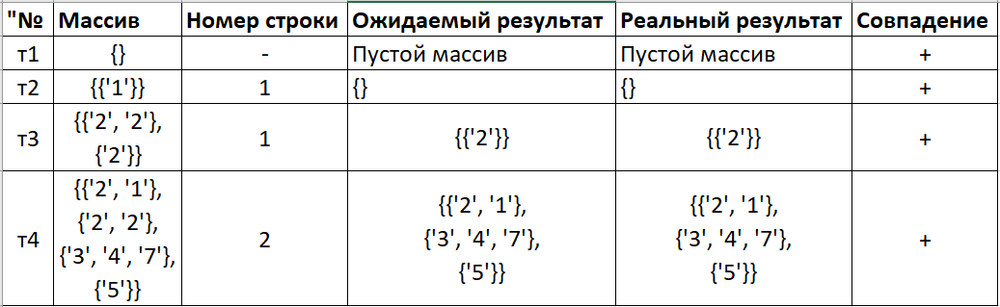 "№ Массив Номер строки Ожидаемый результат Реальный результат Совпадение
т1 {} - Пустой массив Пустой массив +
т2 {{'1'}} 1 {} {} +
т3 {{'2', '2'}, {'2'}} 1 {{'2'}} {{'2'}} +
т4 {{'2', '1'}, {'2', '2'}, {'3', '4', '7'}, {'5'}} 2 {{'2', '1'}, {'3', '4', '7'}, {'5'}} {{'2', '1'}, {'3', '4', '7'}, {'5'}} +